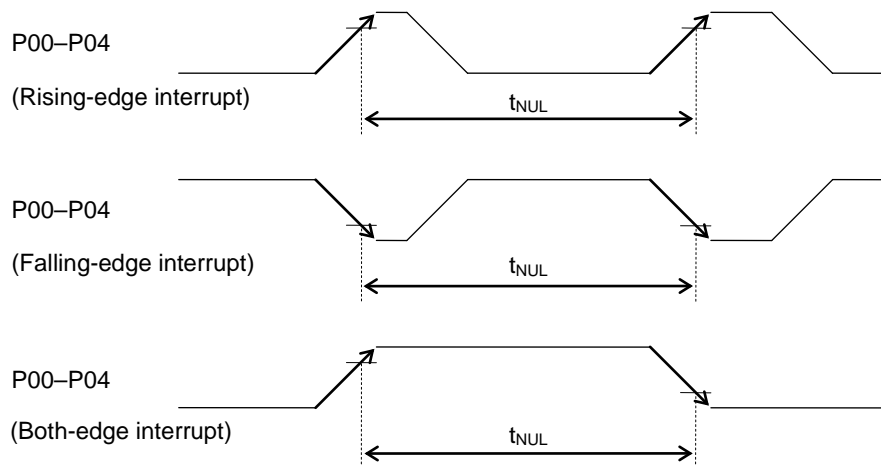 P00–P04
(Rising-edge interrupt)
tNUL
P00–P04
(Falling-edge interrupt)
tNUL
P00–P04
(Both-edge interrupt)
tNUL